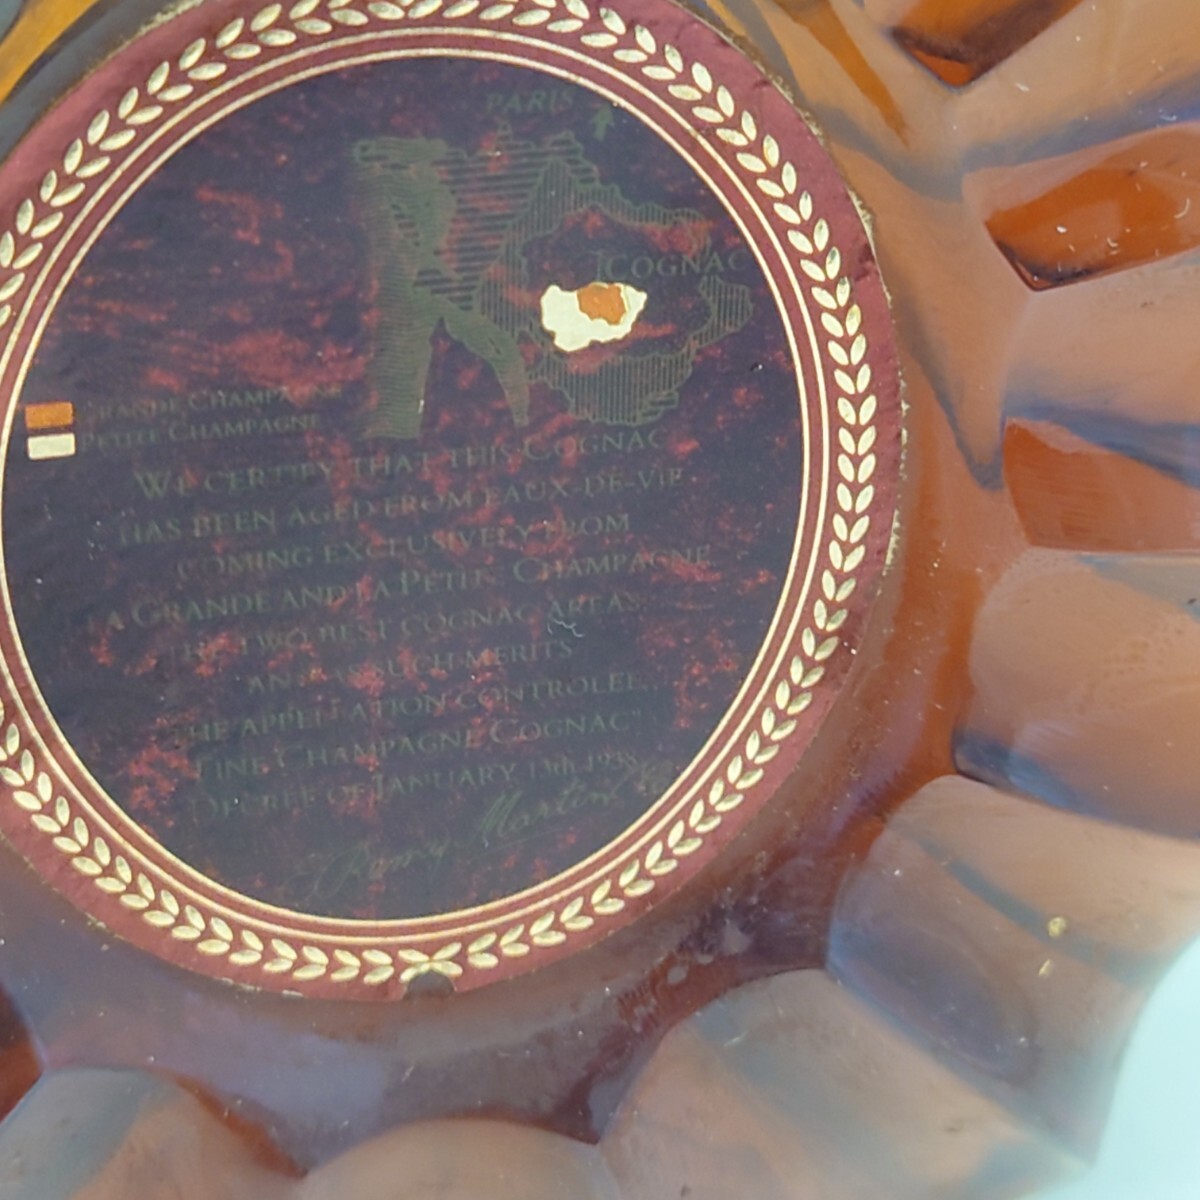 PARIS
R
COGNAC
GRANDE CHAMPAGNE
PETITE CHAMPAGNE
WE CERTIFY THAT THIS COGNAC
HAS BEEN AGED FROM EAUX-DE-VIE
COMING EXCLUSIVELY FROM
LA GRANDE AND LA PETITE CHAMPAGNE
THE TWO BEST COGNAC AREAS
AND AS SUCH MERITS
THE APPELLATION CONTROLEE,
"FINE CHAMPAGNE COGNAC"
DECREE OF JANUARY 13th 1938
Remy Martin